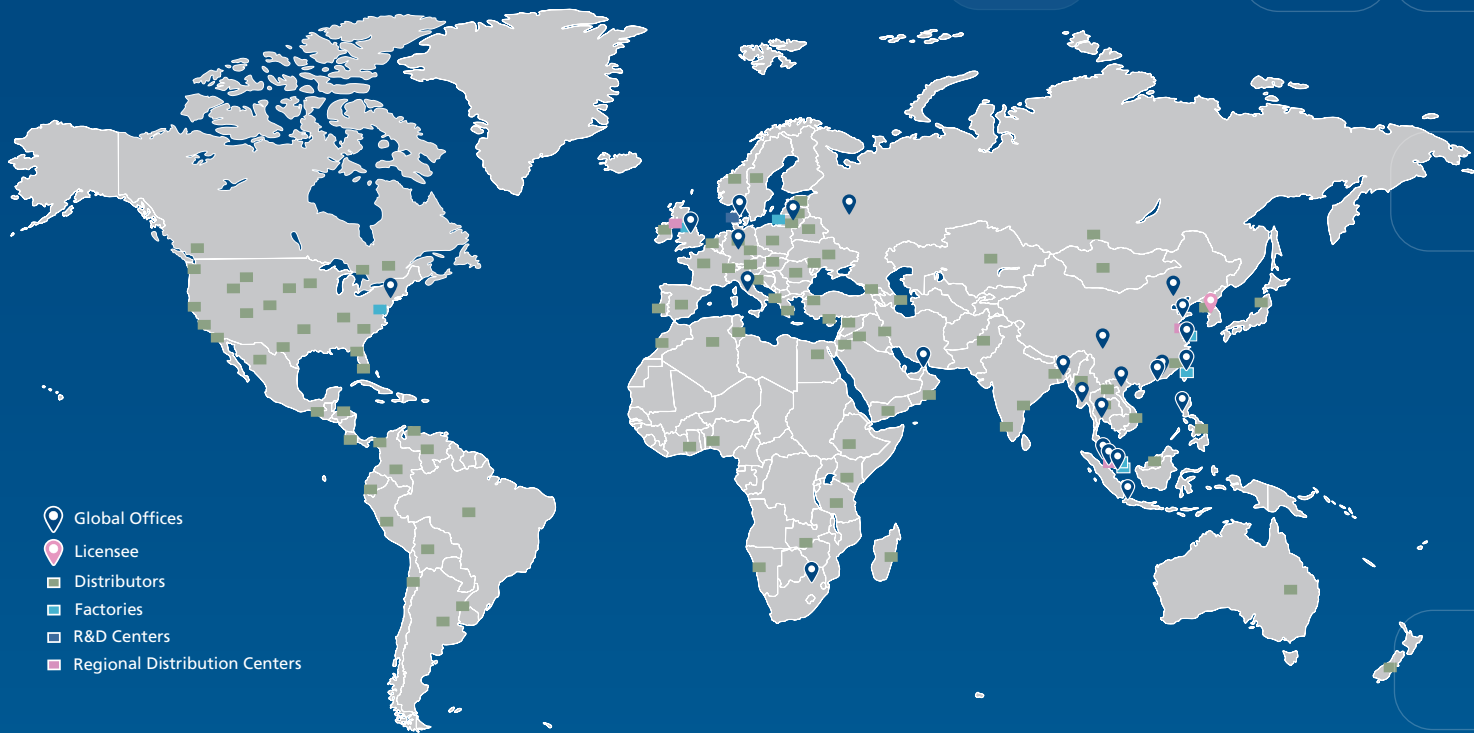 Global Offices
Licensee
Distributors
Factories
R&D Centers
Regional Distribution Centers